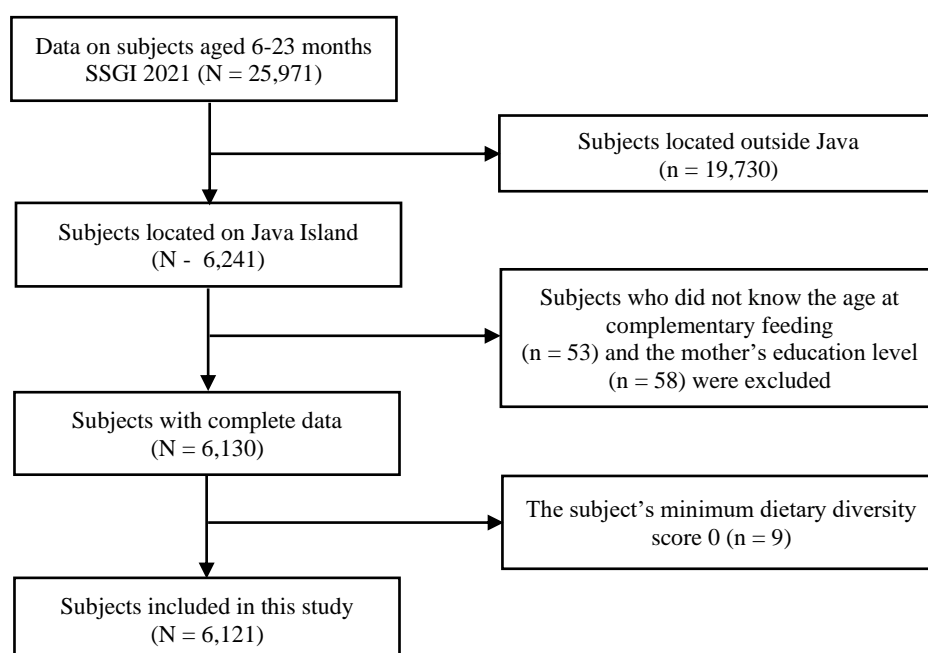 Data on subjects aged 6-23 months
SSGI 2021 (N = 25,971)
Subjects located outside Java
(n = 19,730)
Subjects located on Java Island
(N - 6,241)
Subjects who did not know the age at
complementary feeding
(n = 53) and the mother’s education level
(n = 58) were excluded
Subjects with complete data
(N = 6,130)
The subject’s minimum dietary diversity
score 0 (n = 9)
Subjects included in this study
(N = 6,121)